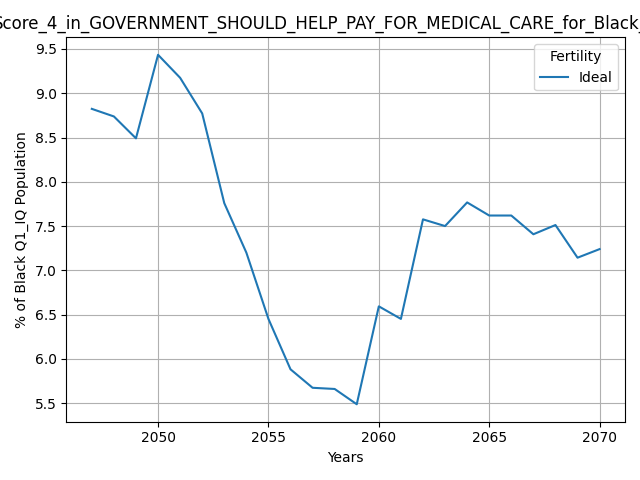 Score_4_in_GOVERNMENT_SHOULD_HELP_PAY_FOR_MEDICAL_CARE_for_Black_
Fertility
Ideal
9.5
9.0
8.5
8.0
7.5
7.0
6.5
6.0
5.5
% of Black Q1_IQ Population
2050 2055 2060 2065 2070
Years